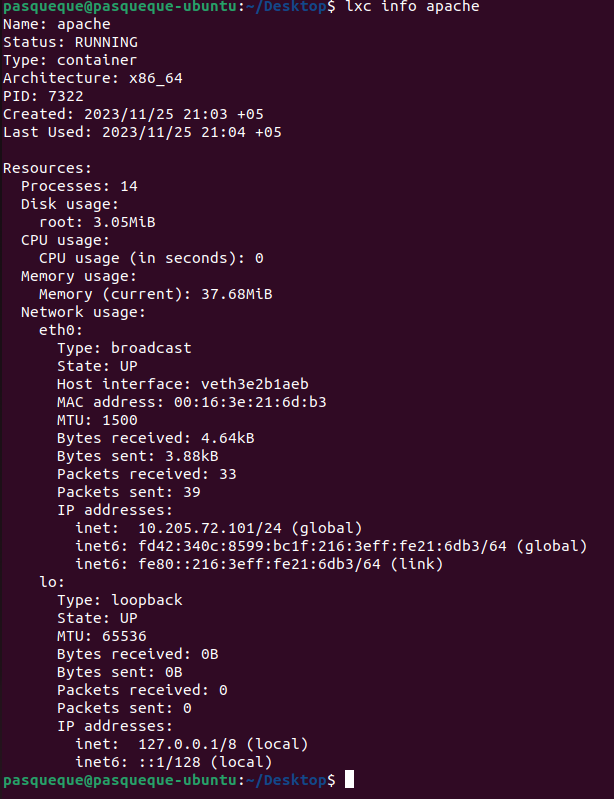 pasqueque@pasqueque-ubuntu:~/Desktop$ lxc info apache
Name: apache
Status: RUNNING
Type: container
Architecture: x86_64
PID: 7322
Created: 2023/11/25 21:03 +05
Last Used: 2023/11/25 21:04 +05

Resources:
  Processes: 14
  Disk usage:
    root: 3.05MiB
  CPU usage:
    CPU usage (in seconds): 0
  Memory usage:
    Memory (current): 37.68MiB
  Network usage:
    eth0:
      Type: broadcast
      State: UP
      Host interface: veth3e2b1aeb
      MAC address: 00:16:3e:21:6d:b3
      MTU: 1500
      Bytes received: 4.64kB
      Bytes sent: 3.88kB
      Packets received: 33
      Packets sent: 39
      IP addresses:
        inet:  10.205.72.101/24 (global)
        inet6: fd42:340c:8599:bc1f:216:3eff:fe21:6db3/64 (global)
        inet6: fe80::216:3eff:fe21:6db3/64 (link)
    lo:
      Type: loopback
      State: UP
      MTU: 65536
      Bytes received: 0B
      Bytes sent: 0B
      Packets received: 0
      Packets sent: 0
      IP addresses:
        inet:  127.0.0.1/8 (local)
        inet6: ::1/128 (local)
pasqueque@pasqueque-ubuntu:~/Desktop$